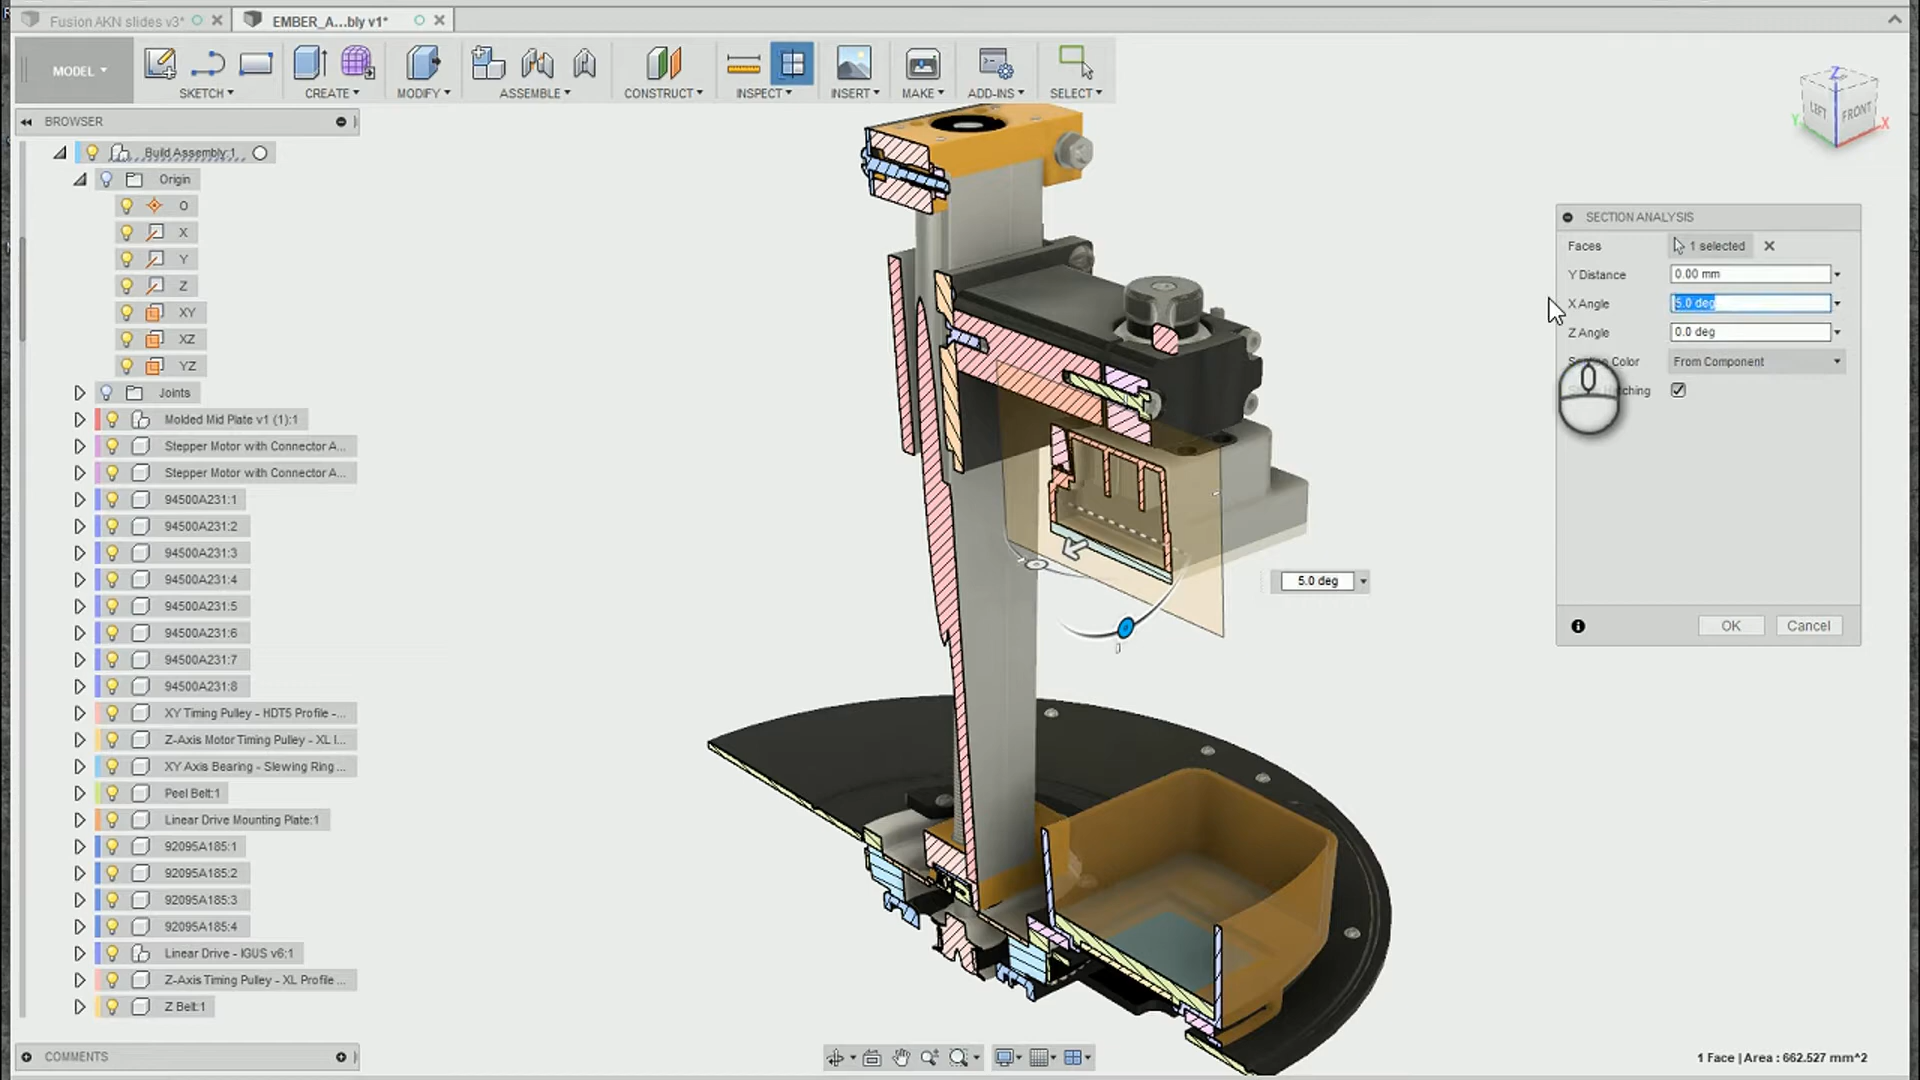 Fusion AKN slides v3*
EMBER_A...bly v1*
MODEL
SKETCH
CREATE
MODIFY
ASSEMBLE
CONSTRUCT
INSPECT
INSERT
MAKE
ADD-INS
SELECT
BROWSER
Build Assembly:1
Origin
O
X
Y
Z
XY
XZ
YZ
Joints
Molded Mid Plate v1 (1):1
Stepper Motor with Connector A...
Stepper Motor with Connector A...
94500A231:1
94500A231:2
94500A231:3
94500A231:4
94500A231:5
94500A231:6
94500A231:7
94500A231:8
XY Timing Pulley - HDT5 Profile -...
Z-Axis Motor Timing Pulley - XL I...
XY Axis Bearing - Slewing Ring ...
Peel Belt:1
Linear Drive Mounting Plate:1
92095A185:1
92095A185:2
92095A185:3
92095A185:4
Linear Drive - IGUS v6:1
Z-Axis Timing Pulley - XL Profile ...
Z Belt:1
COMMENTS
Z
LEFT
FRONT
Y
X
SECTION ANALYSIS
Faces 1 selected
Y Distance 0.00 mm
X Angle 5.0 deg
Z Angle 0.0 deg
Color From Component
5.0 deg
OK Cancel
1 Face | Area : 662.527 mm^2